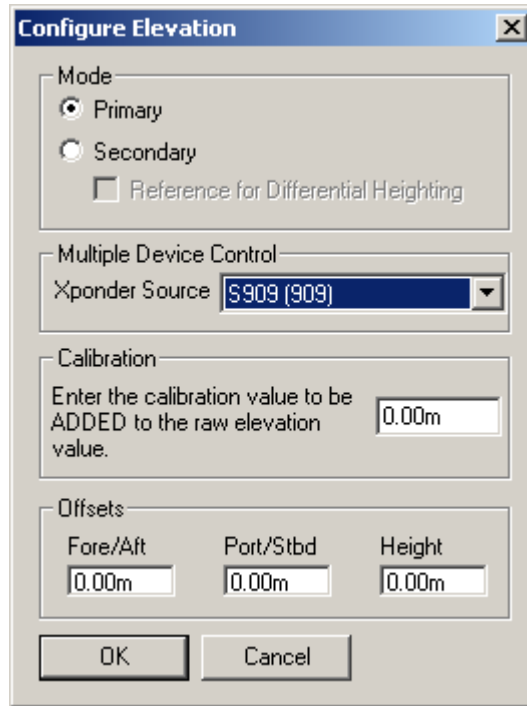 Configure Elevation
Mode
Primary
Secondary
Reference for Differential Heighting
Multiple Device Control
Xponder Source S909 (909)
Calibration
Enter the calibration value to be
ADDED to the raw elevation
value.
0.00m
Offsets
Fore/Aft Port/Stbd Height
0.00m 0.00m 0.00m
OK Cancel